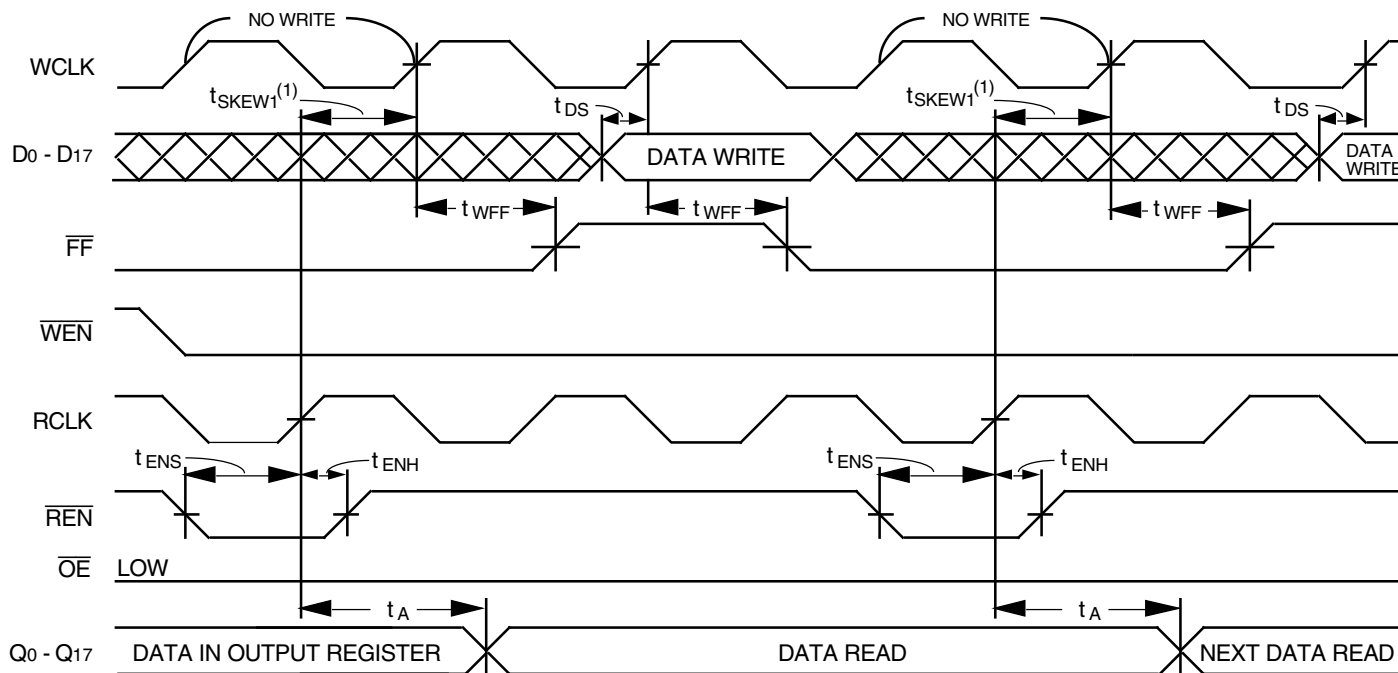 NO WRITE
NO WRITE
WCLK
tSKEW1(1)
tDS
tSKEW1(1)
tDS
D0 - D17
DATA WRITE
DATA
WRITE
tWFF
tWFF
tWFF
FF
WEN
RCLK
tENS
tENH
tENS
tENH
REN
OE
LOW
tA
tA
Q0 - Q17
DATA IN OUTPUT REGISTER
DATA READ
NEXT DATA READ